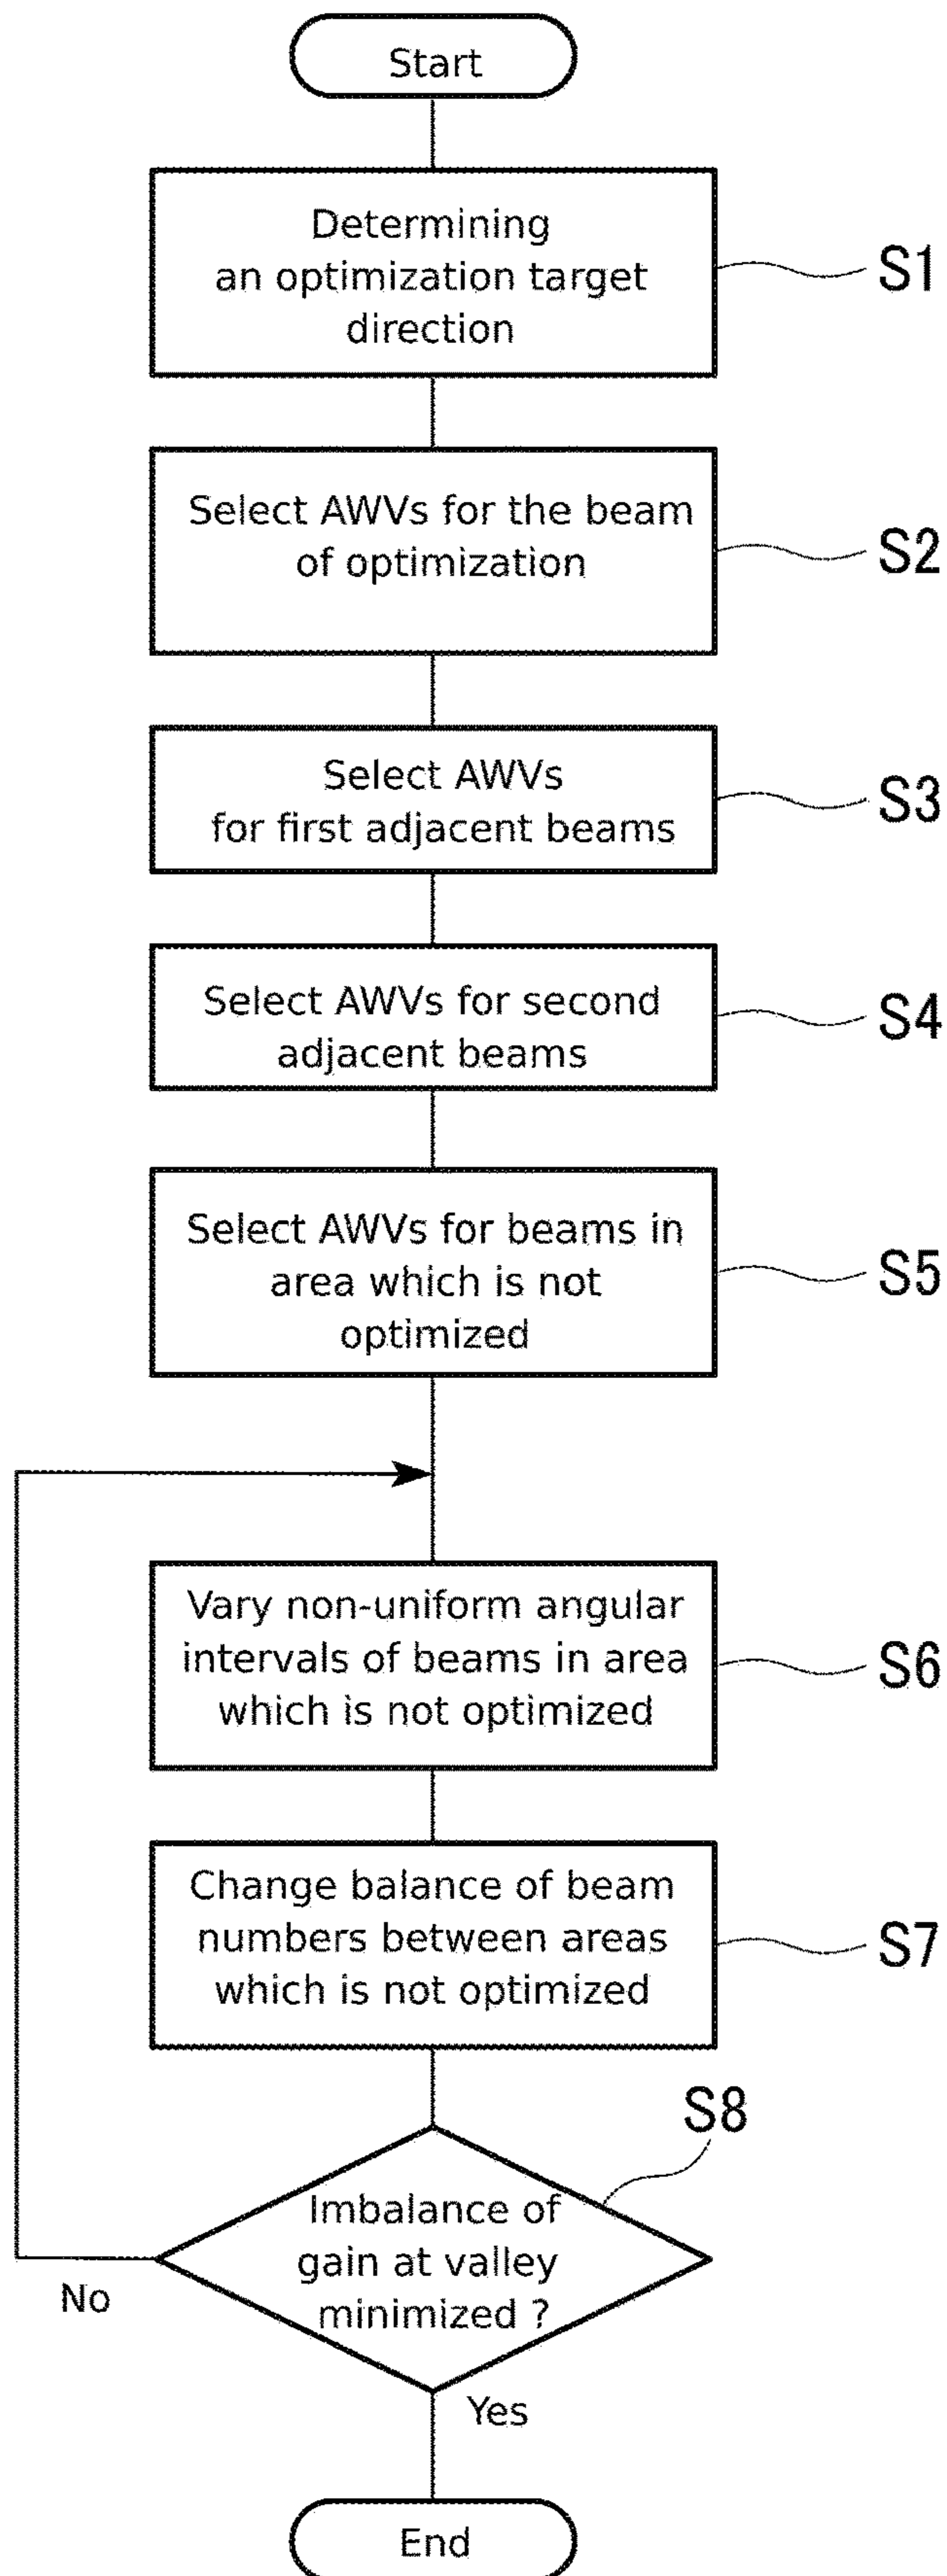 Start
Determining
an optimization target
direction
S1
Select AWVs for the beam
of optimization
S2
Select AWVs
for first adjacent beams
S3
Select AWVs for second
adjacent beams
S4
Select AWVs for beams in
area which is not
optimized
S5
Vary non-uniform angular
intervals of beams in area
which is not optimized
S6
Change balance of beam
numbers between areas
which is not optimized
S7
S8
Imbalance of
gain at valley
minimized ?
No
Yes
End